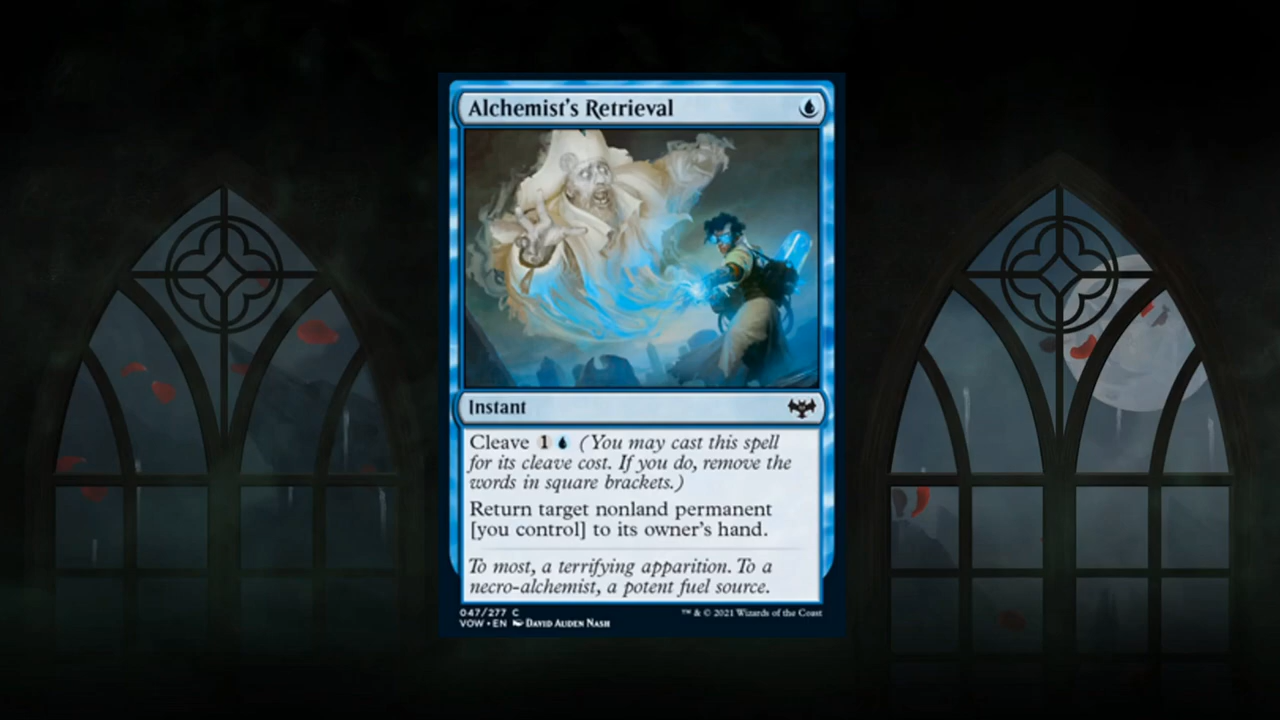 Alchemist's Retrieval
Instant
Cleave 1 (You may cast this spell
for its cleave cost. If you do, remove the
words in square brackets.)
Return target nonland permanent
[you control] to its owner's hand.
To most, a terrifying apparition. To a
necro-alchemist, a potent fuel source.
047/277 C
™ & © 2021 Wizards of the Coast
VOW • EN David Auden Nash